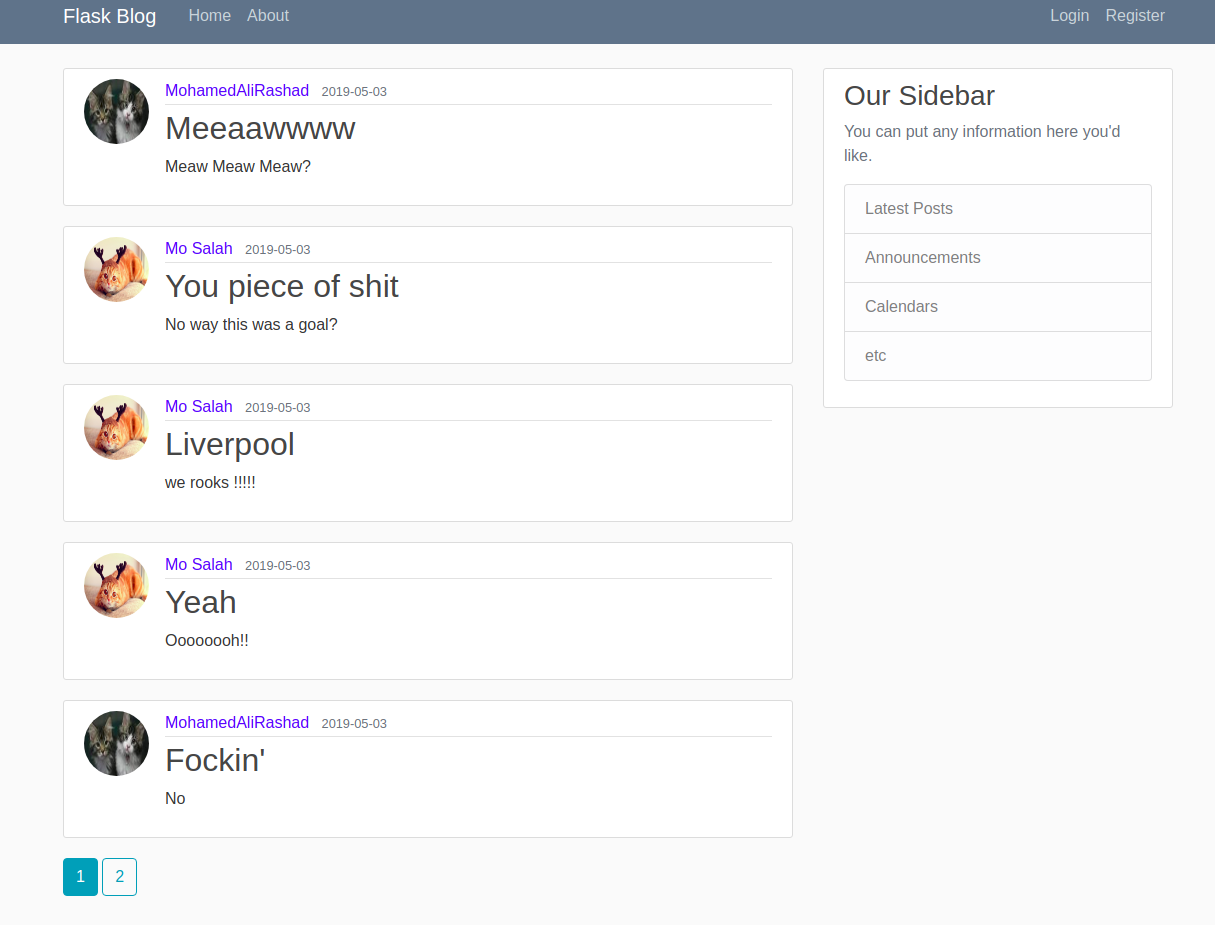 Flask Blog Home About Login Register
MohamedAliRashad 2019-05-03
Meeaawwww
Meaw Meaw Meaw?
Mo Salah 2019-05-03
You piece of shit
No way this was a goal?
Mo Salah 2019-05-03
Liverpool
we rooks !!!!!
Mo Salah 2019-05-03
Yeah
Oooooooh!!
MohamedAliRashad 2019-05-03
Fockin'
No
1 2
Our Sidebar
You can put any information here you'd
like.
Latest Posts
Announcements
Calendars
etc